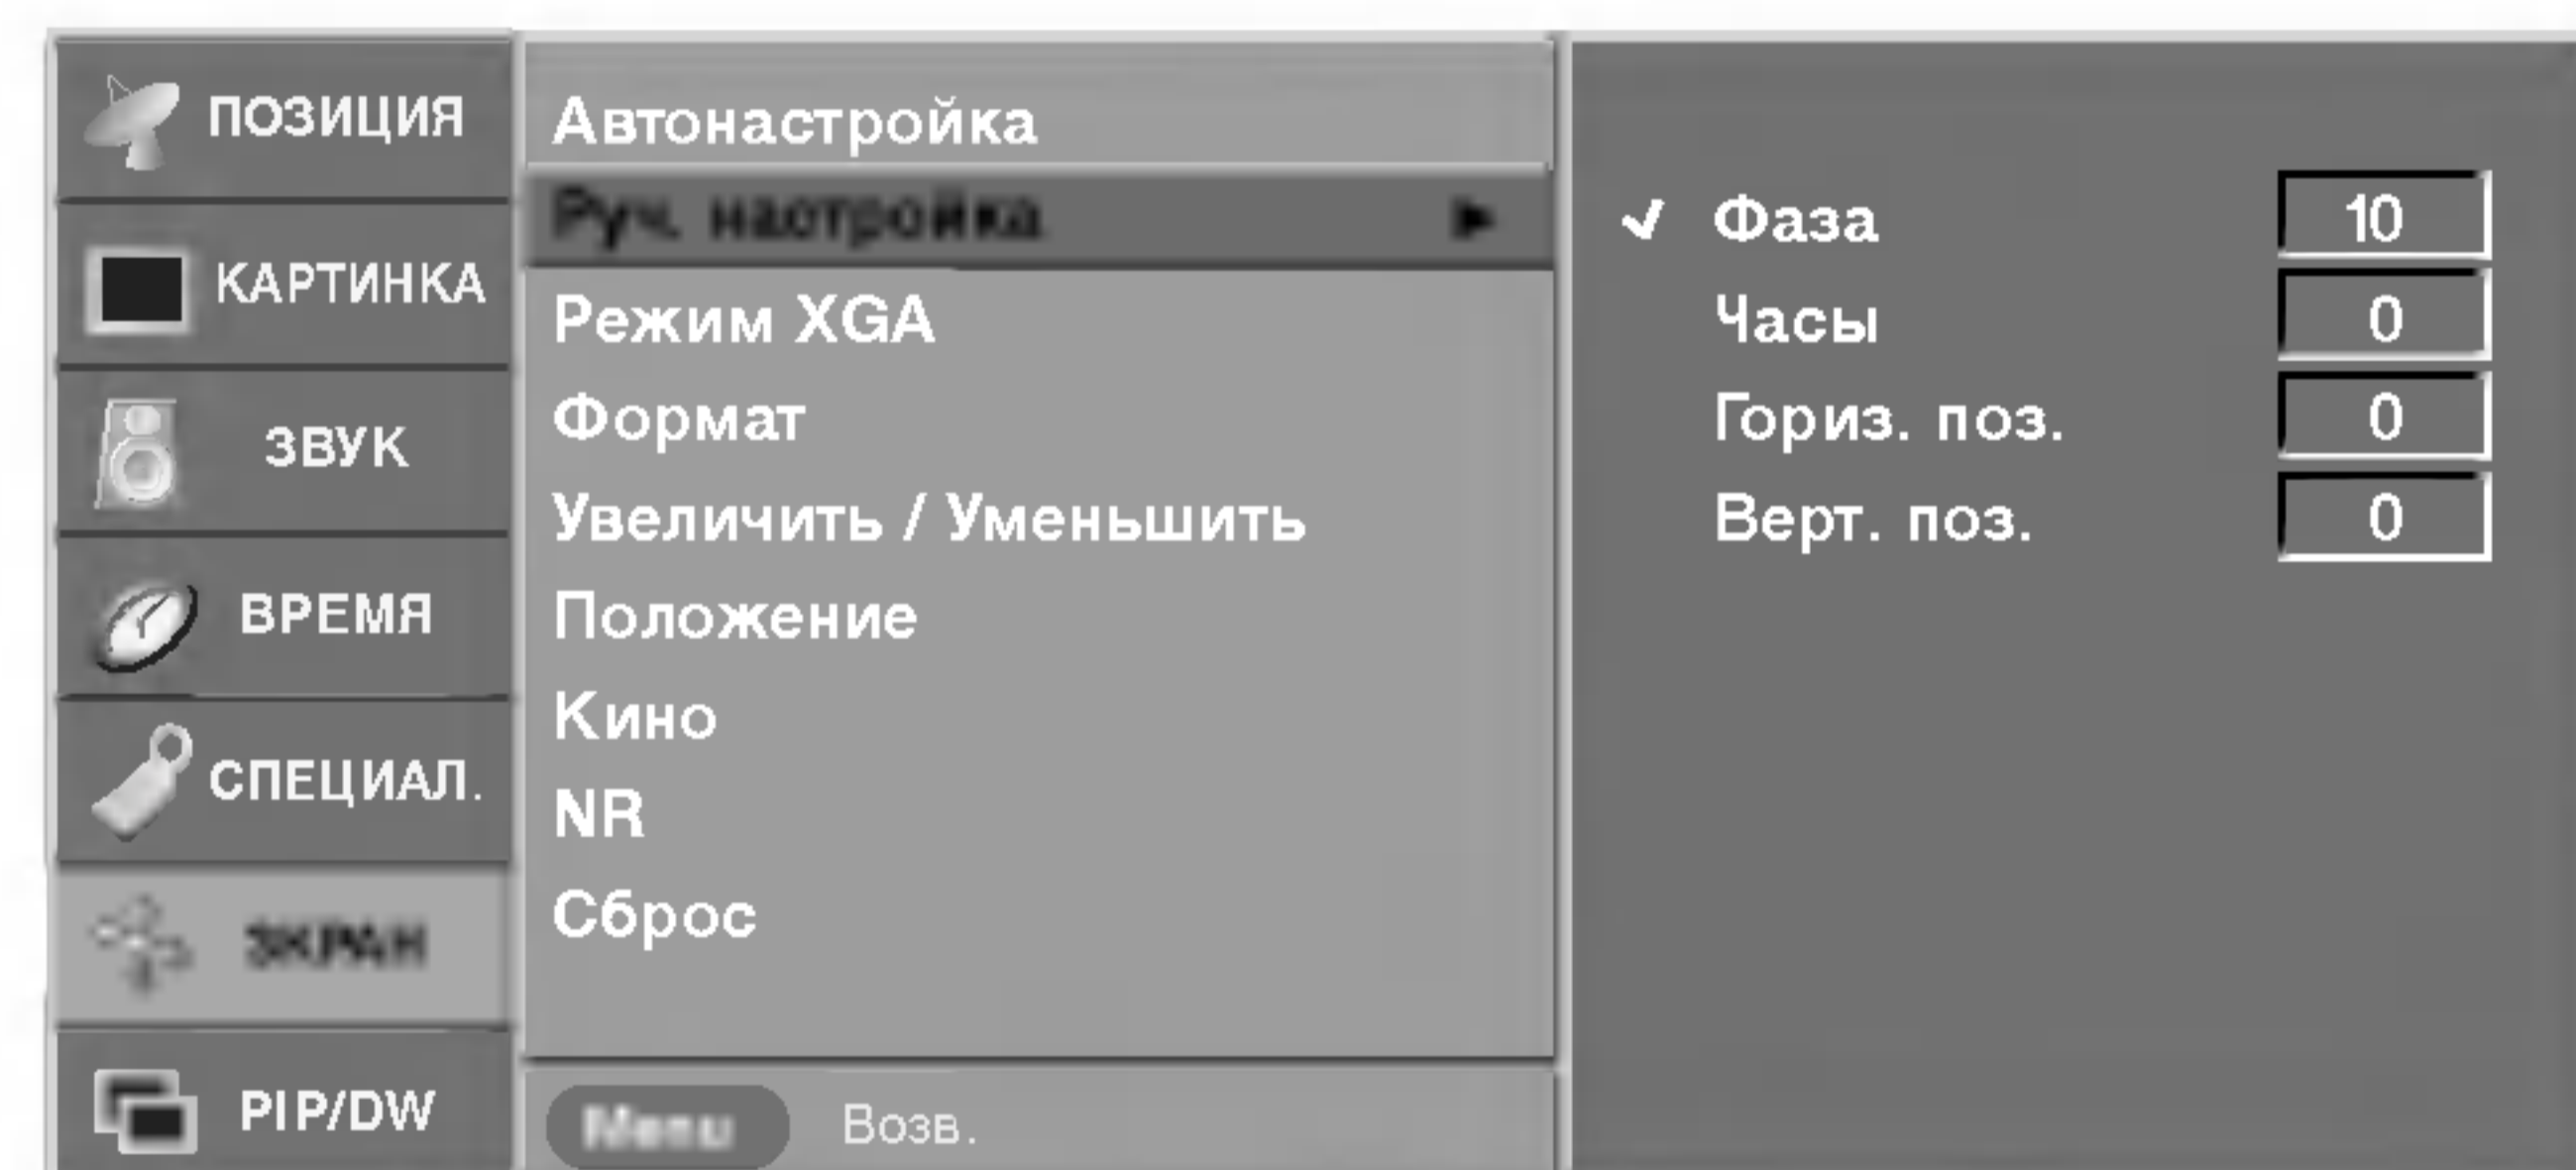 ПОЗИЦИЯ
КАРТИНКА
ЗВУК
ВРЕМЯ
СПЕЦИАЛ.
ЭКРАН
PIP/DW
Автонастройка
Руч. настройка
Режим XGA
Формат
Увеличить / Уменьшить
Положение
Кино
NR
Сброс
Menu Возв.
Фаза 10
Часы 0
Гориз. поз. 0
Верт. поз. 0